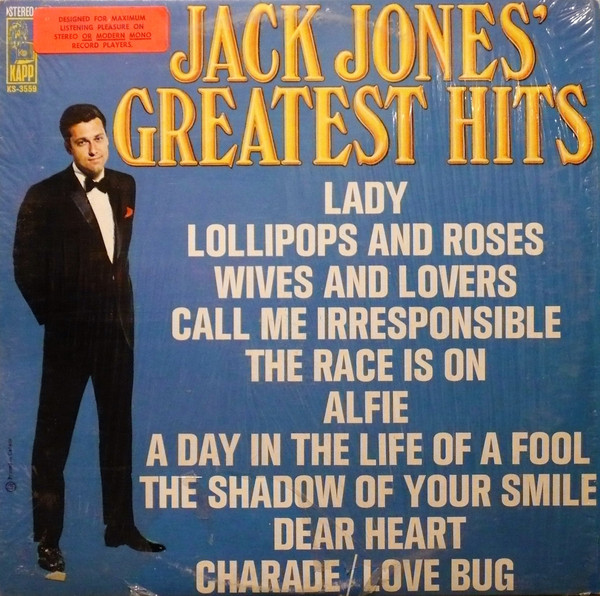 STEREO
DESIGNED FOR MAXIMUM
LISTENING PLEASURE ON
STEREO OR MODERN MONO
RECORD PLAYERS.
KAPP
KS-3559
JACK JONES'
GREATEST HITS
LADY
LOLLIPOPS AND ROSES
WIVES AND LOVERS
CALL ME IRRESPONSIBLE
THE RACE IS ON
ALFIE
A DAY IN THE LIFE OF A FOOL
THE SHADOW OF YOUR SMILE
DEAR HEART
CHARADE / LOVE BUG